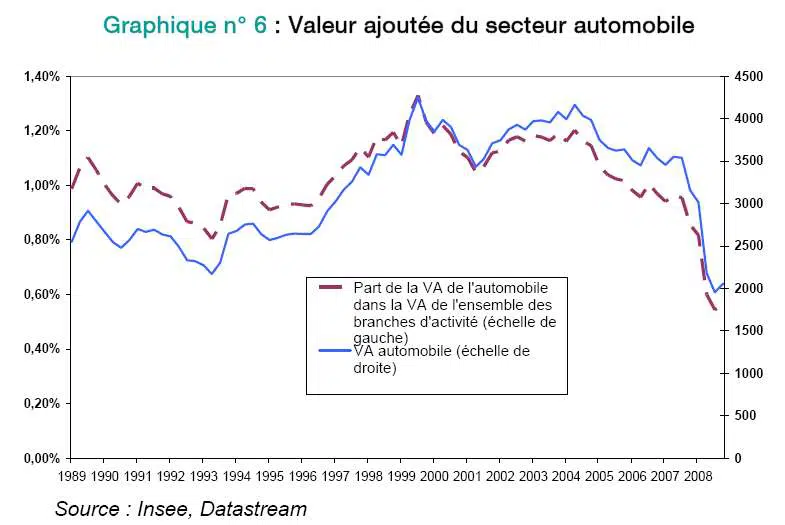 Graphique n° 6 : Valeur ajoutée du secteur automobile
1,40%
1,20%
1,00%
0,80%
0,60%
0,40%
0,20%
0,00%
4500
4000
3500
3000
2500
2000
1500
1000
500
0
Part de la VA de l'automobile
dans la VA de l'ensemble des
branches d'activité (échelle de
gauche)
VA automobile (échelle de
droite)
1989 1990 1991 1992 1993 1994 1995 1996 1997 1998 1999 2000 2001 2002 2003 2004 2005 2006 2007 2008
Source : Insee, Datastream